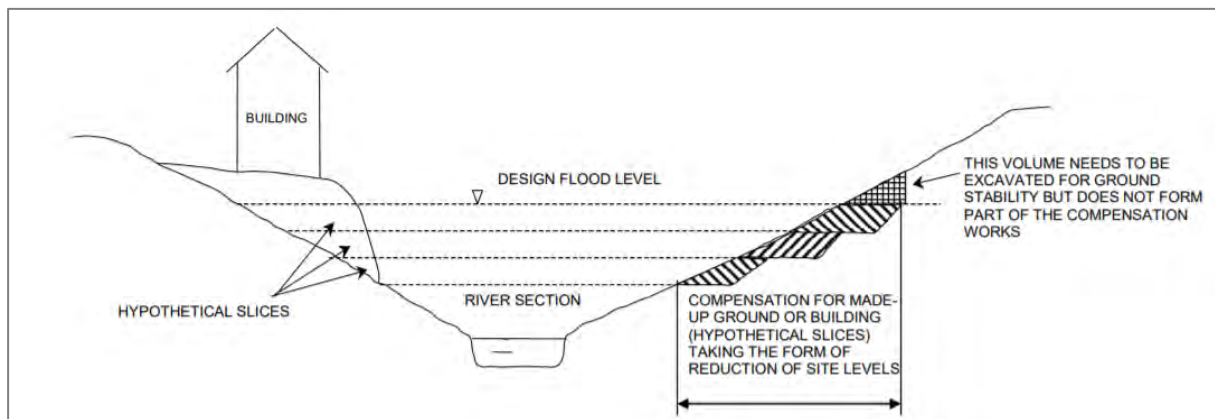 BUILDING
DESIGN FLOOD LEVEL
THIS VOLUME NEEDS TO BE
EXCAVATED FOR GROUND
STABILITY BUT DOES NOT FORM
PART OF THE COMPENSATION
WORKS
HYPOTHETICAL SLICES
RIVER SECTION
COMPENSATION FOR MADE-
UP GROUND OR BUILDING
(HYPOTHETICAL SLICES)
TAKING THE FORM OF
REDUCTION OF SITE LEVELS